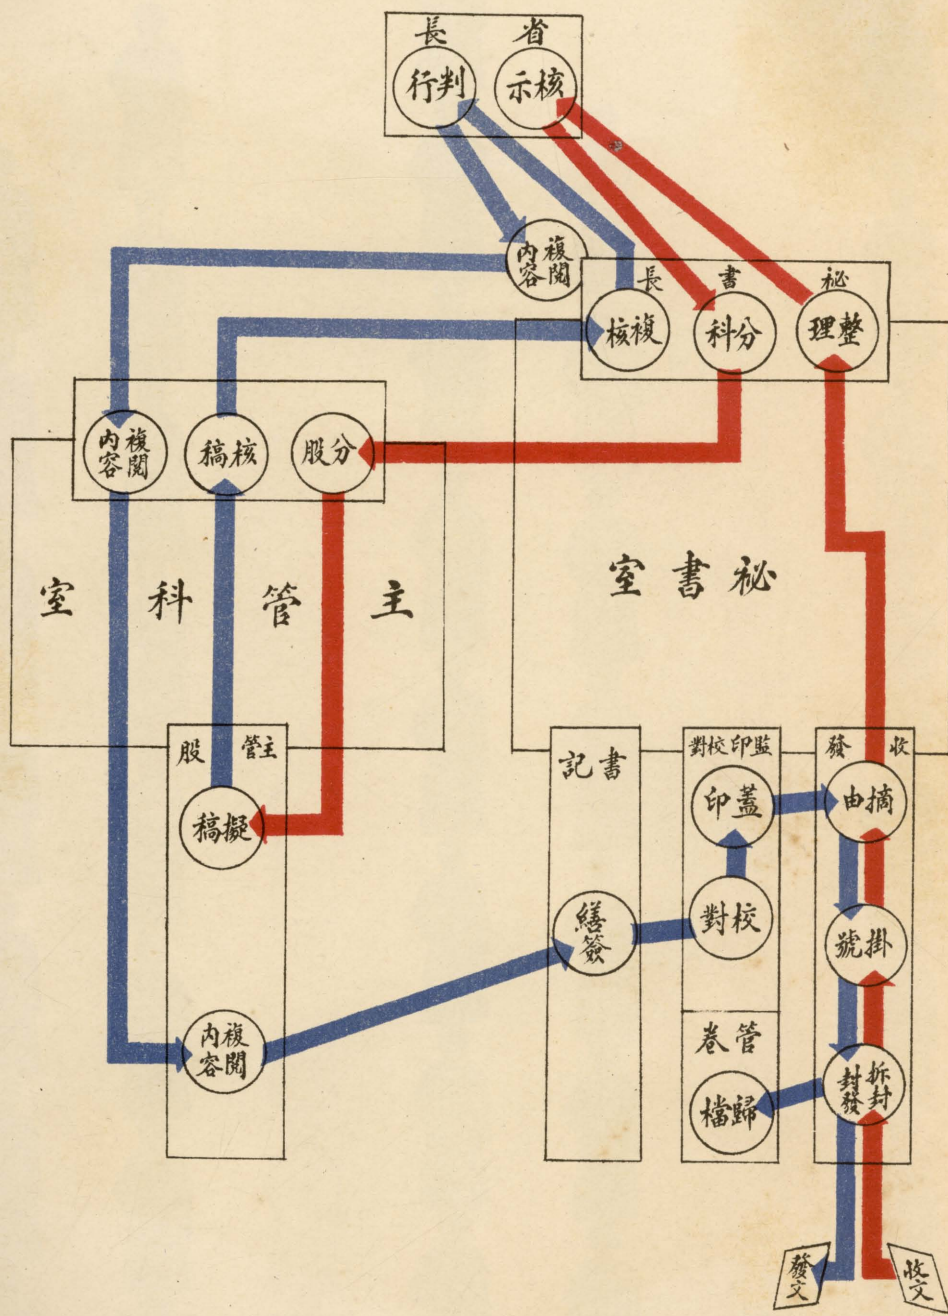 省長
核示
判行
複閱內容
祕書長
整理
分科
複核
分股
核稿
複閱內容
祕書室
主管科室
主管股
擬稿
複閱內容
書記
繕簽
監印校對
蓋印
校對
管卷
歸檔
收發
摘由
掛號
拆封
封發
收文
發文